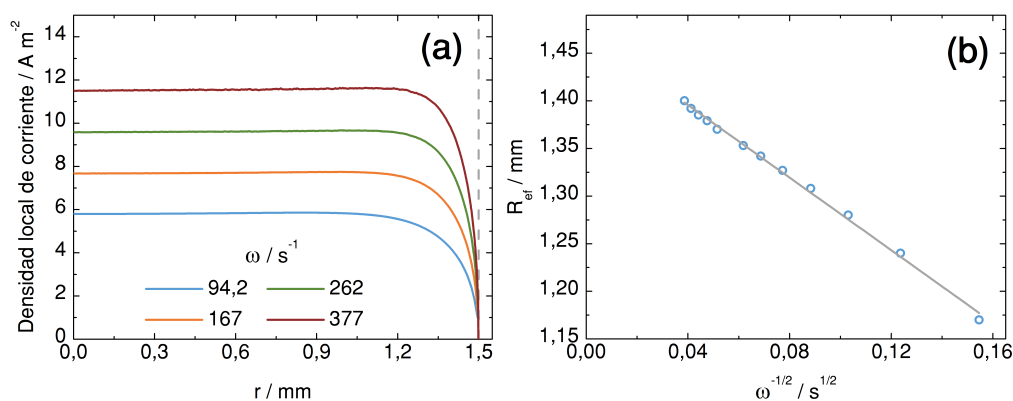 (a)
Densidad local de corriente / A m⁻²
14
12
10
8
6
4
2
0
ω / s⁻¹
94,2 262
167 377
0,0 0,3 0,6 0,9 1,2 1,5
r / mm
(b)
R_ef / mm
1,45
1,40
1,35
1,30
1,25
1,20
1,15
0,00 0,04 0,08 0,12 0,16
ω⁻¹/² / s¹/²